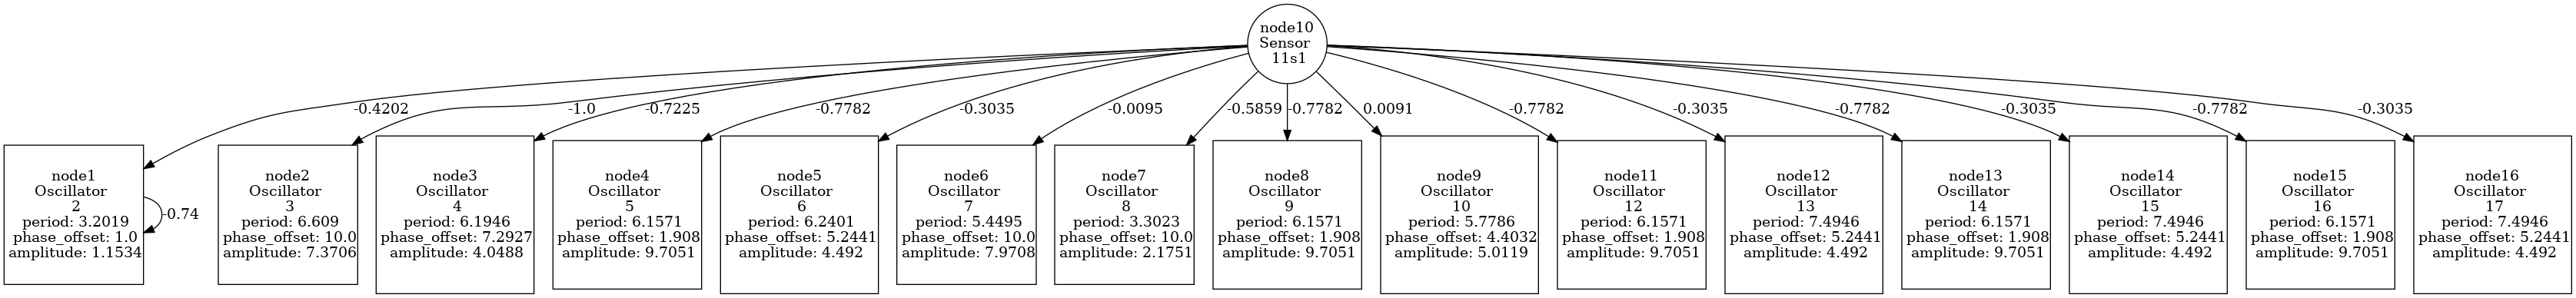 node10
Sensor
11s1
-0.4202
-1.0
-0.7225
-0.7782
-0.3035
-0.0095
-0.5859
-0.7782
0.0091
-0.7782
-0.3035
-0.7782
-0.3035
-0.7782
-0.3035
node1
Oscillator
2
period: 3.2019
phase_offset: 1.0
amplitude: 1.1534
-0.74
node2
Oscillator
3
period: 6.609
phase_offset: 10.0
amplitude: 7.3706
node3
Oscillator
4
period: 6.1946
phase_offset: 7.2927
amplitude: 4.0488
node4
Oscillator
5
period: 6.1571
phase_offset: 1.908
amplitude: 9.7051
node5
Oscillator
6
period: 6.2401
phase_offset: 5.2441
amplitude: 4.492
node6
Oscillator
7
period: 5.4495
phase_offset: 10.0
amplitude: 7.9708
node7
Oscillator
8
period: 3.3023
phase_offset: 10.0
amplitude: 2.1751
node8
Oscillator
9
period: 6.1571
phase_offset: 1.908
amplitude: 9.7051
node9
Oscillator
10
period: 5.7786
phase_offset: 4.4032
amplitude: 5.0119
node11
Oscillator
12
period: 6.1571
phase_offset: 1.908
amplitude: 9.7051
node12
Oscillator
13
period: 7.4946
phase_offset: 5.2441
amplitude: 4.492
node13
Oscillator
14
period: 6.1571
phase_offset: 1.908
amplitude: 9.7051
node14
Oscillator
15
period: 7.4946
phase_offset: 5.2441
amplitude: 4.492
node15
Oscillator
16
period: 6.1571
phase_offset: 1.908
amplitude: 9.7051
node16
Oscillator
17
period: 7.4946
phase_offset: 5.2441
amplitude: 4.492